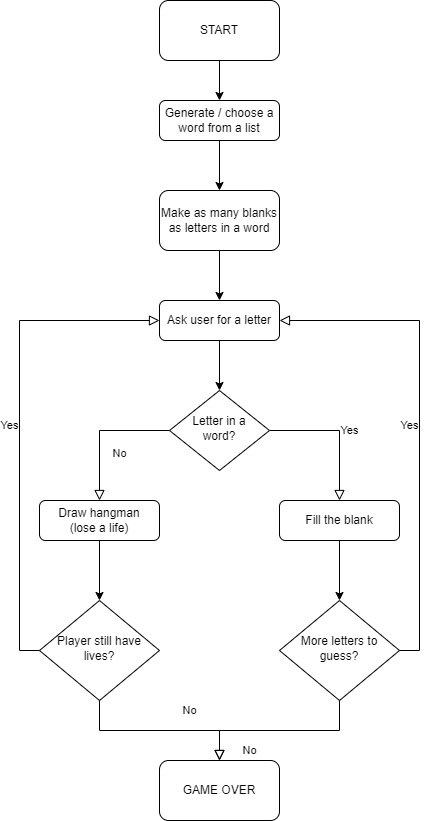 START
Generate / choose a
word from a list
Make as many blanks
as letters in a word
Ask user for a letter
Letter in a
word?
Yes
Yes
Yes
No
Draw hangman
(lose a life)
Fill the blank
Player still have
lives?
More letters to
guess?
No
No
GAME OVER